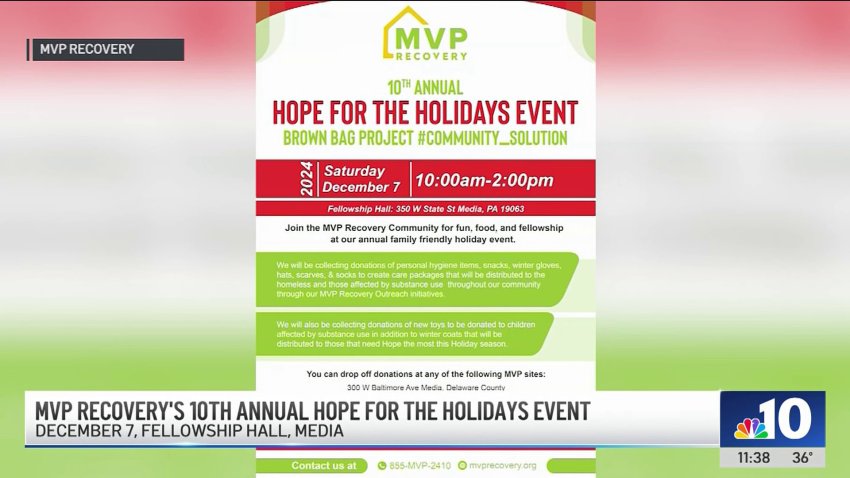 MVP RECOVERY
MVP
RECOVERY
10TH ANNUAL
HOPE FOR THE HOLIDAYS EVENT
BROWN BAG PROJECT #COMMUNITY_SOLUTION
2024
Saturday
December 7
10:00am-2:00pm
Fellowship Hall: 350 W State St Media, PA 19063
Join the MVP Recovery Community for fun, food, and fellowship
at our annual family friendly holiday event.
We will be collecting donations of personal hygiene items, snacks, winter gloves,
hats, scarves, & socks to create care packages that will be distributed to the
homeless and those affected by substance use throughout our community
through our MVP Recovery Outreach initiatives.
We will also be collecting donations of new toys to be donated to children
affected by substance use in addition to winter coats that will be
distributed to those that need Hope the most this Holiday season.
You can drop off donations at any of the following MVP sites:
300 W Baltimore Ave Media, Delaware County
MVP RECOVERY'S 10TH ANNUAL HOPE FOR THE HOLIDAYS EVENT
DECEMBER 7, FELLOWSHIP HALL, MEDIA
10
11:38 36°
Contact us at 855-MVP-2410 mvprecovery.org